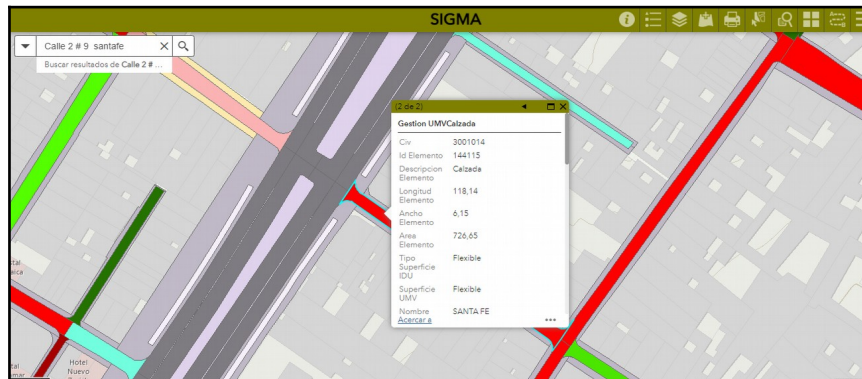 SIGMA
Calle 2 # 9 santafe
Buscar resultados de Calle 2 # ...
(2 de 2)
Gestion UMVCalzada
Civ 3001014
Id Elemento 144115
Descripcion Calzada
Elemento
Longitud 118,14
Elemento
Ancho 6,15
Elemento
Area 726,65
Elemento
Tipo Flexible
Superficie
IDU
Superficie Flexible
UMV
Nombre SANTA FE
Acercar a
Hotel
Nuevo